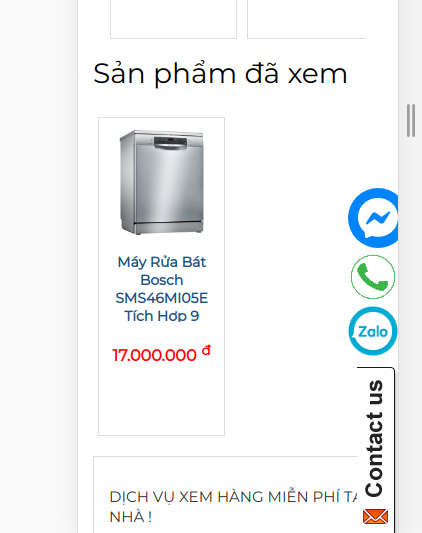 Sản phẩm đã xem
Máy Rửa Bát
Bosch
SMS46MI05E
Tích Hợp 9
17.000.000 đ
Zalo
Contact us
DỊCH VỤ XEM HÀNG MIỄN PHÍ TẠ
NHÀ !